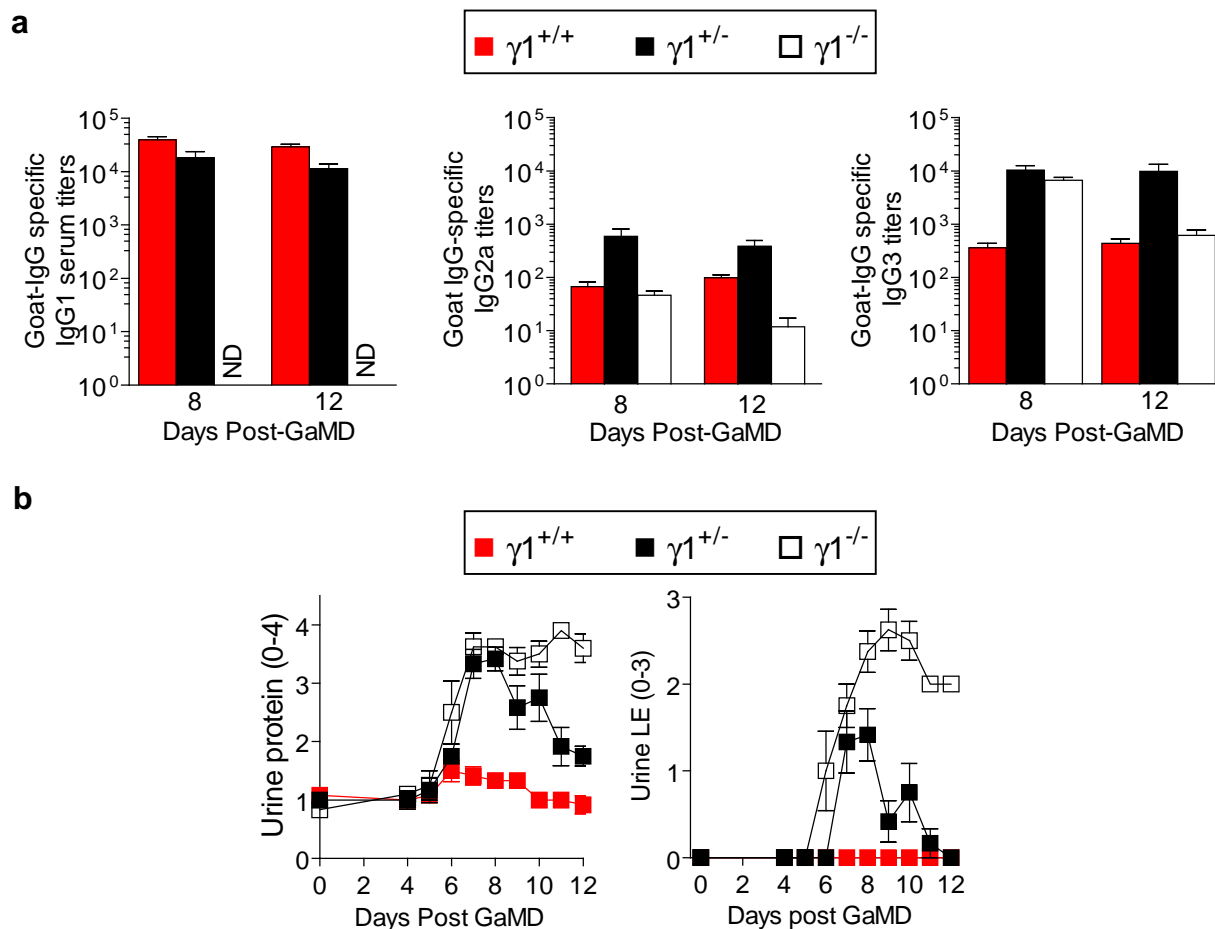 a
γ1+/+ γ1+/- γ1-/-
Goat-IgG specific
IgG1 serum titers
10^5
10^4
10^3
10^2
10^1
10^0
ND
ND
8 12
Days Post-GaMD
Goat IgG-specific
IgG2a titers
10^5
10^4
10^3
10^2
10^1
10^0
8 12
Days Post-GaMD
Goat-IgG specific
IgG3 titers
10^5
10^4
10^3
10^2
10^1
10^0
8 12
Days Post-GaMD
b
γ1+/+ γ1+/- γ1-/-
Urine protein (0-4)
4
3
2
1
0
0 2 4 6 8 10 12
Days Post GaMD
Urine LE (0-3)
3
2
1
0
0 2 4 6 8 10 12
Days post GaMD